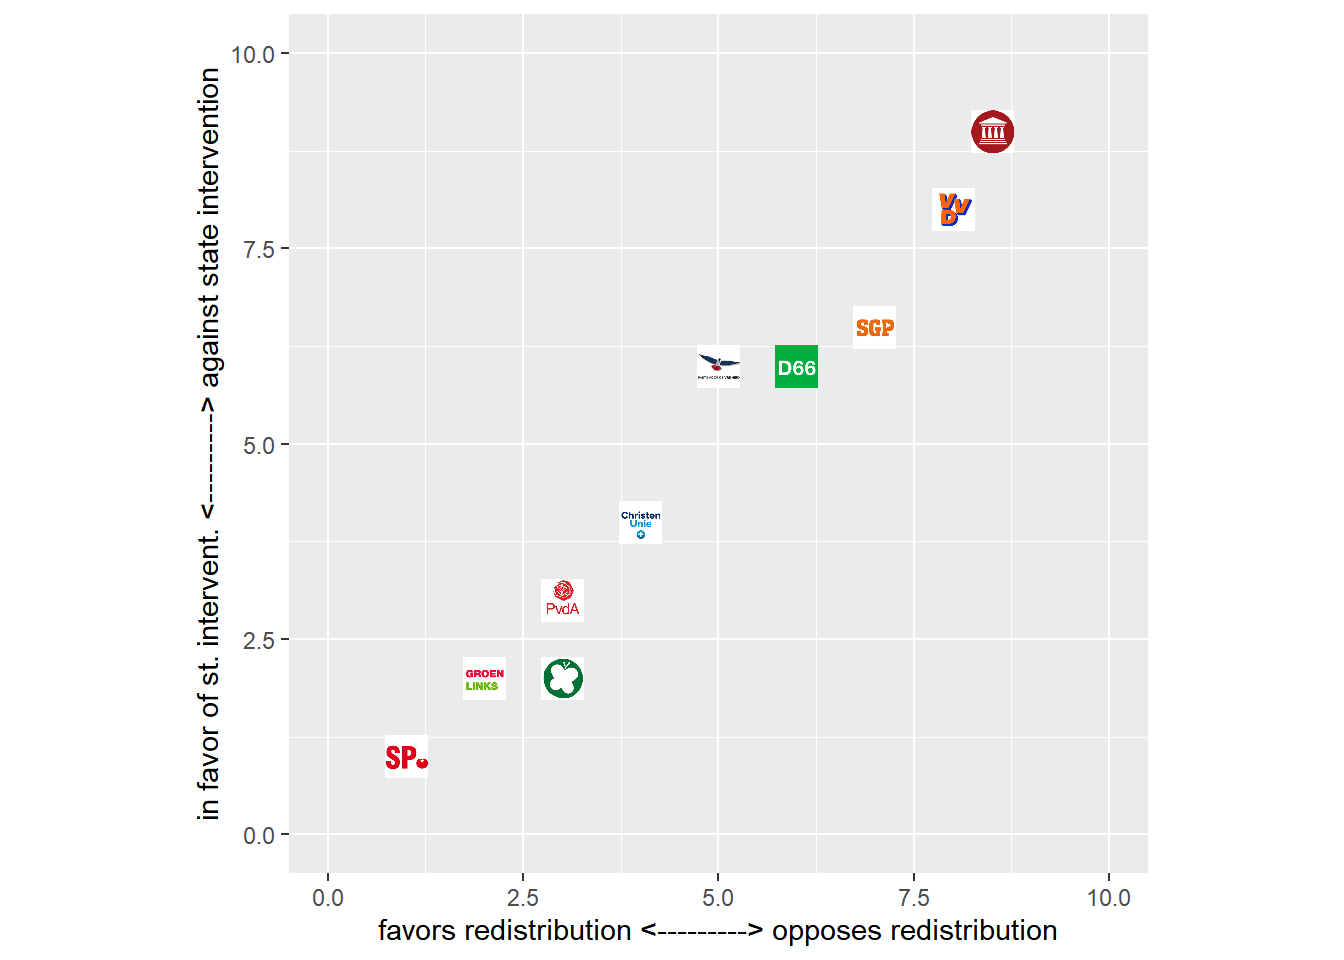 in favor of st. intervent. <----------> against state intervention
10.0
7.5
5.0
2.5
0.0
VVD
SGP
D66
Christen
Unie
PvdA
GROEN
LINKS
SP
0.0 2.5 5.0 7.5 10.0
favors redistribution <---------> opposes redistribution